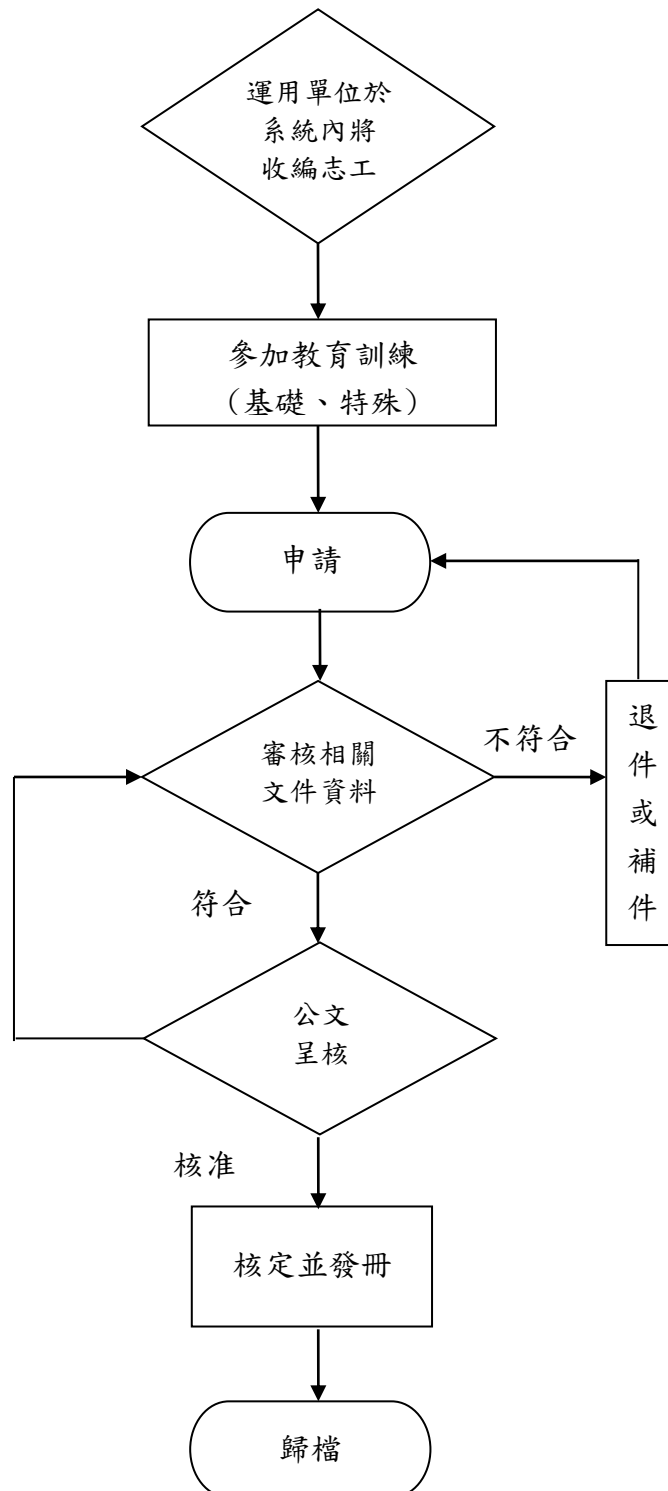 運用單位於
系統內將
收編志工
參加教育訓練
（基礎、特殊）
申請
審核相關
文件資料
不符合
退
件
或
補
件
符合
公文
呈核
核准
核定並發冊
歸檔